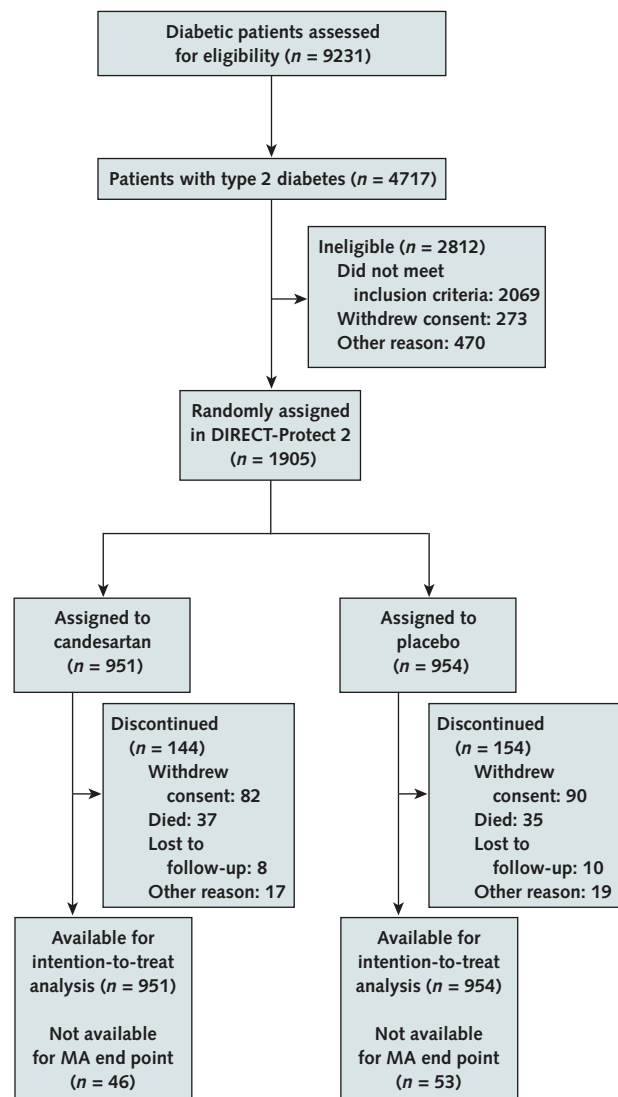 Diabetic patients assessed
for eligibility (n = 9231)
Patients with type 2 diabetes (n = 4717)
Ineligible (n = 2812)
Did not meet
inclusion criteria: 2069
Withdrew consent: 273
Other reason: 470
Randomly assigned
in DIRECT-Protect 2
(n = 1905)
Assigned to
candesartan
(n = 951)
Assigned to
placebo
(n = 954)
Discontinued
(n = 144)
Withdrew
consent: 82
Died: 37
Lost to
follow-up: 8
Other reason: 17
Discontinued
(n = 154)
Withdrew
consent: 90
Died: 35
Lost to
follow-up: 10
Other reason: 19
Available for
intention-to-treat
analysis (n = 951)
Not available
for MA end point
(n = 46)
Available for
intention-to-treat
analysis (n = 954)
Not available
for MA end point
(n = 53)